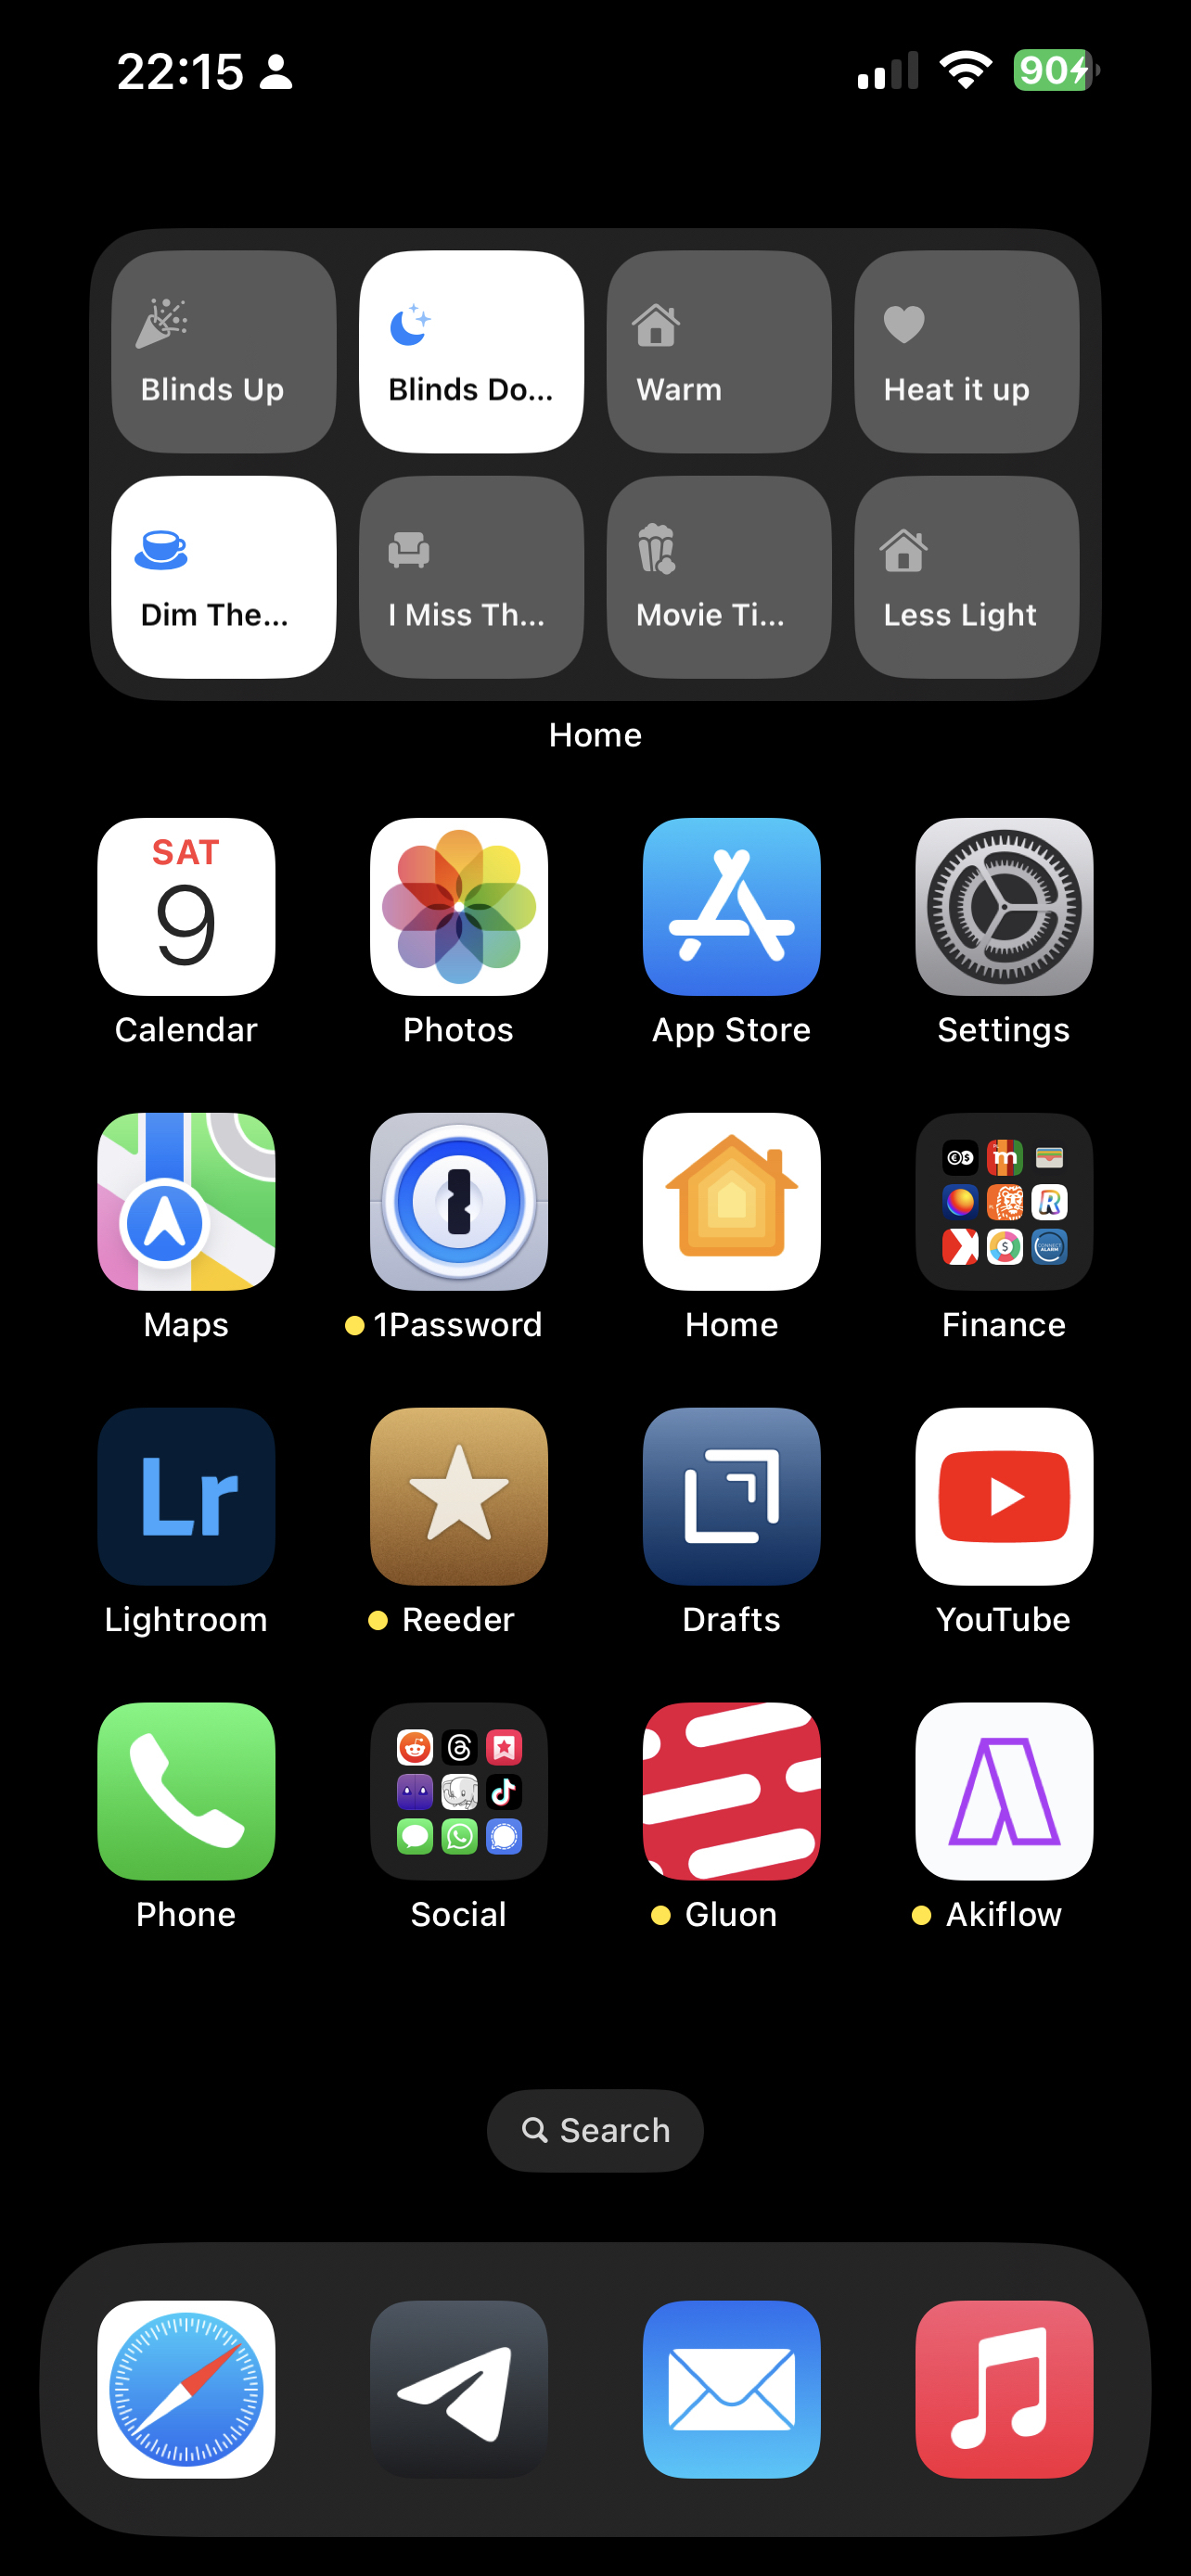 22:15 90
Blinds Up Blinds Do... Warm Heat it up
Dim The... I Miss Th... Movie Ti... Less Light
Home
SAT
9
Calendar Photos App Store Settings
Maps 1Password Home Finance
Lr
Lightroom Reeder Drafts YouTube
Phone Social Gluon Akiflow
Search